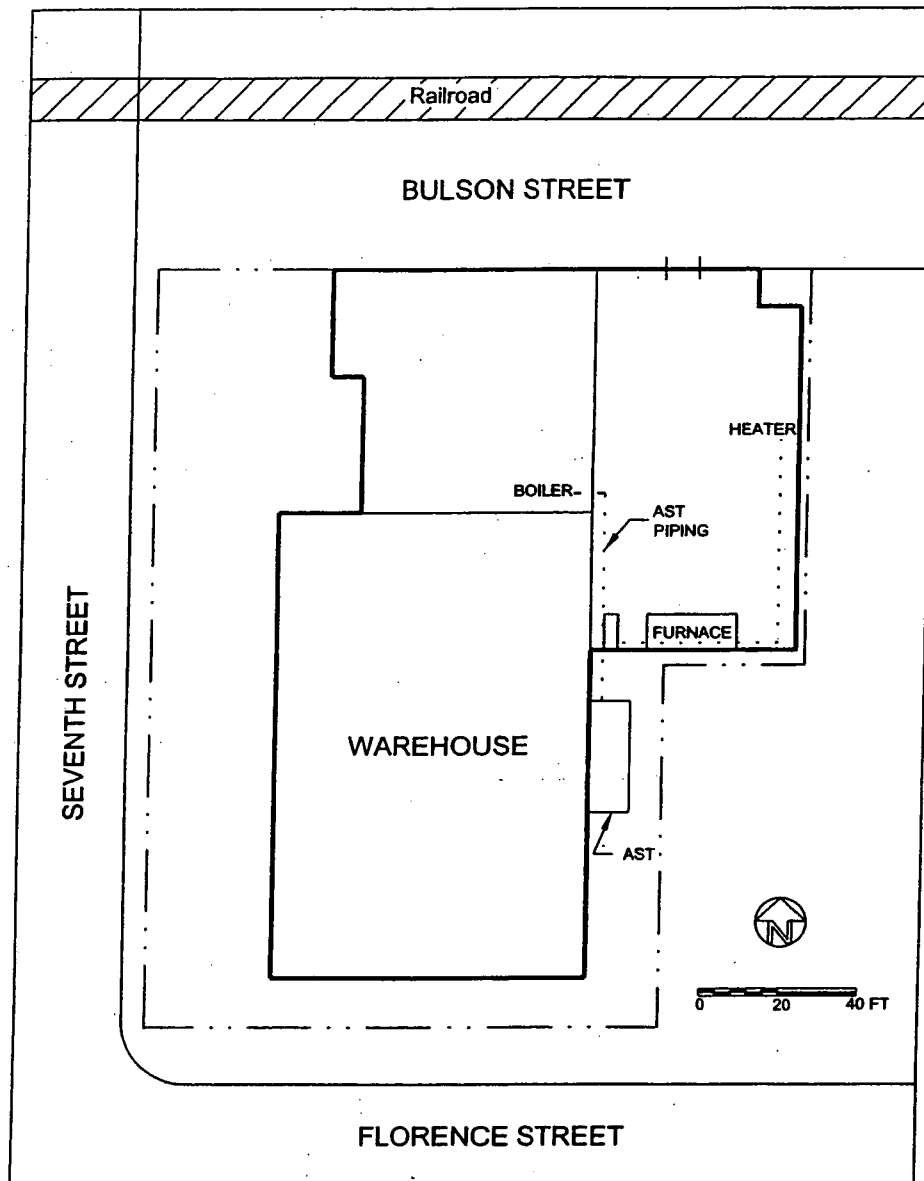 Railroad
BULSON STREET
HEATER
BOILER
AST
PIPING
FURNACE
SEVENTH STREET
WAREHOUSE
AST
N
0 20 40 FT
FLORENCE STREET